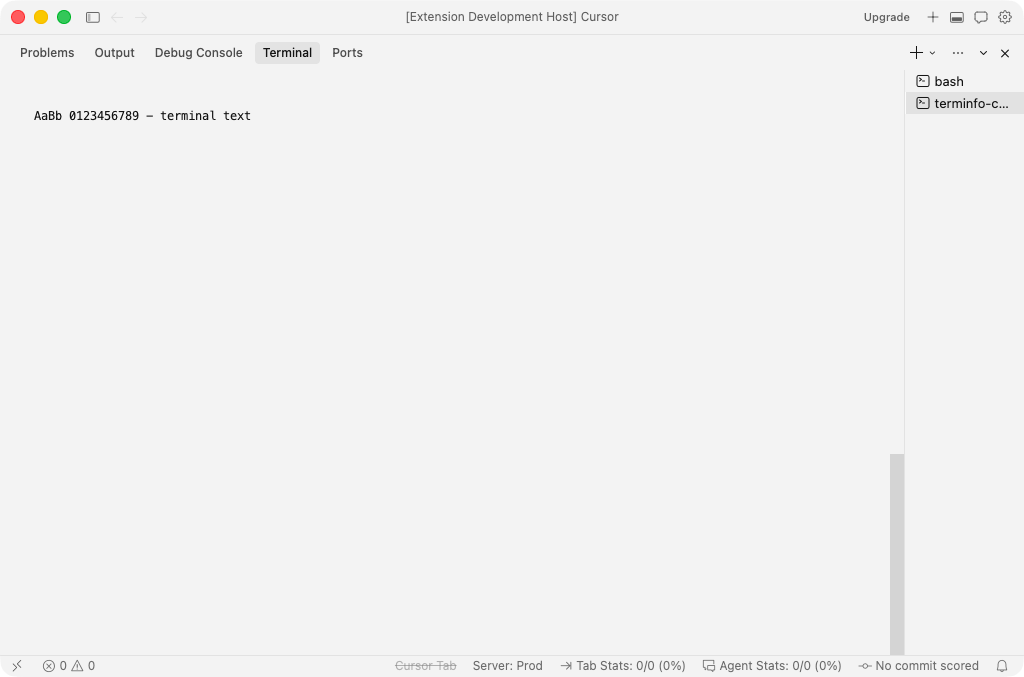 [Extension Development Host] Cursor
Upgrade
Problems Output Debug Console Terminal Ports
bash
terminfo-c...
AaBb 0123456789 – terminal text
0 0 Cursor Tab Server: Prod Tab Stats: 0/0 (0%) Agent Stats: 0/0 (0%) No commit scored